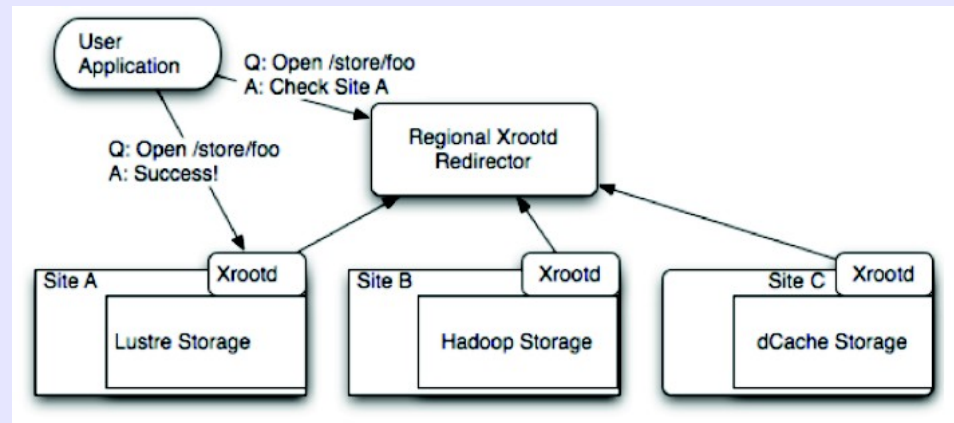 User
Application
Q: Open /store/foo
A: Check Site A
Regional Xrootd
Redirector
Q: Open /store/foo
A: Success!
Site A
Xrootd
Lustre Storage
Site B
Xrootd
Hadoop Storage
Site C
Xrootd
dCache Storage